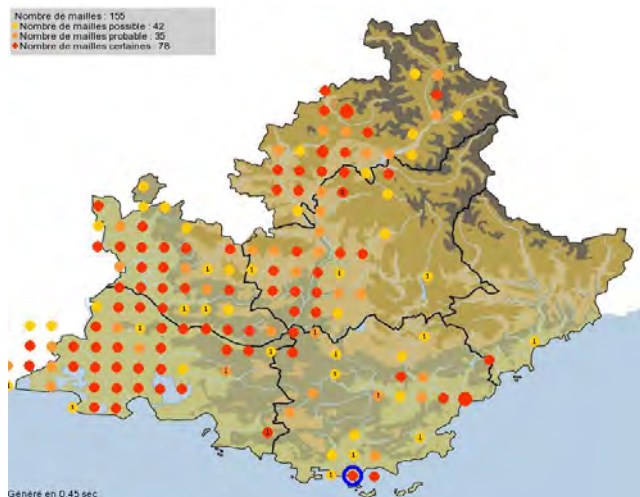 Nombre de mailles : 155
Nombre de mailles possible : 42
Nombre de mailles probable : 35
Nombre de mailles certaines : 78
Généré en 0.45 sec